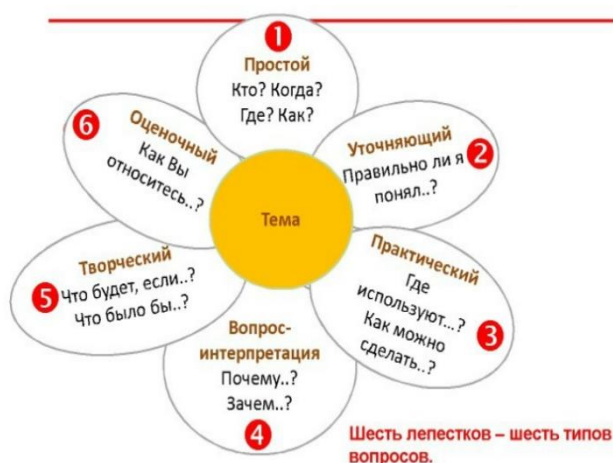 1
Простой
Кто? Когда?
Где? Как?
Уточняющий
2
Правильно ли я
понял..?
Практический
Где
используют...?
Как можно
сделать..?
3
Вопрос-
интерпретация
Почему..?
Зачем..?
4
Творческий
5
Что будет, если..?
Что было бы..?
6
Оценочный
Как Вы
относитесь..?
Тема
Шесть лепестков – шесть типов
вопросов.